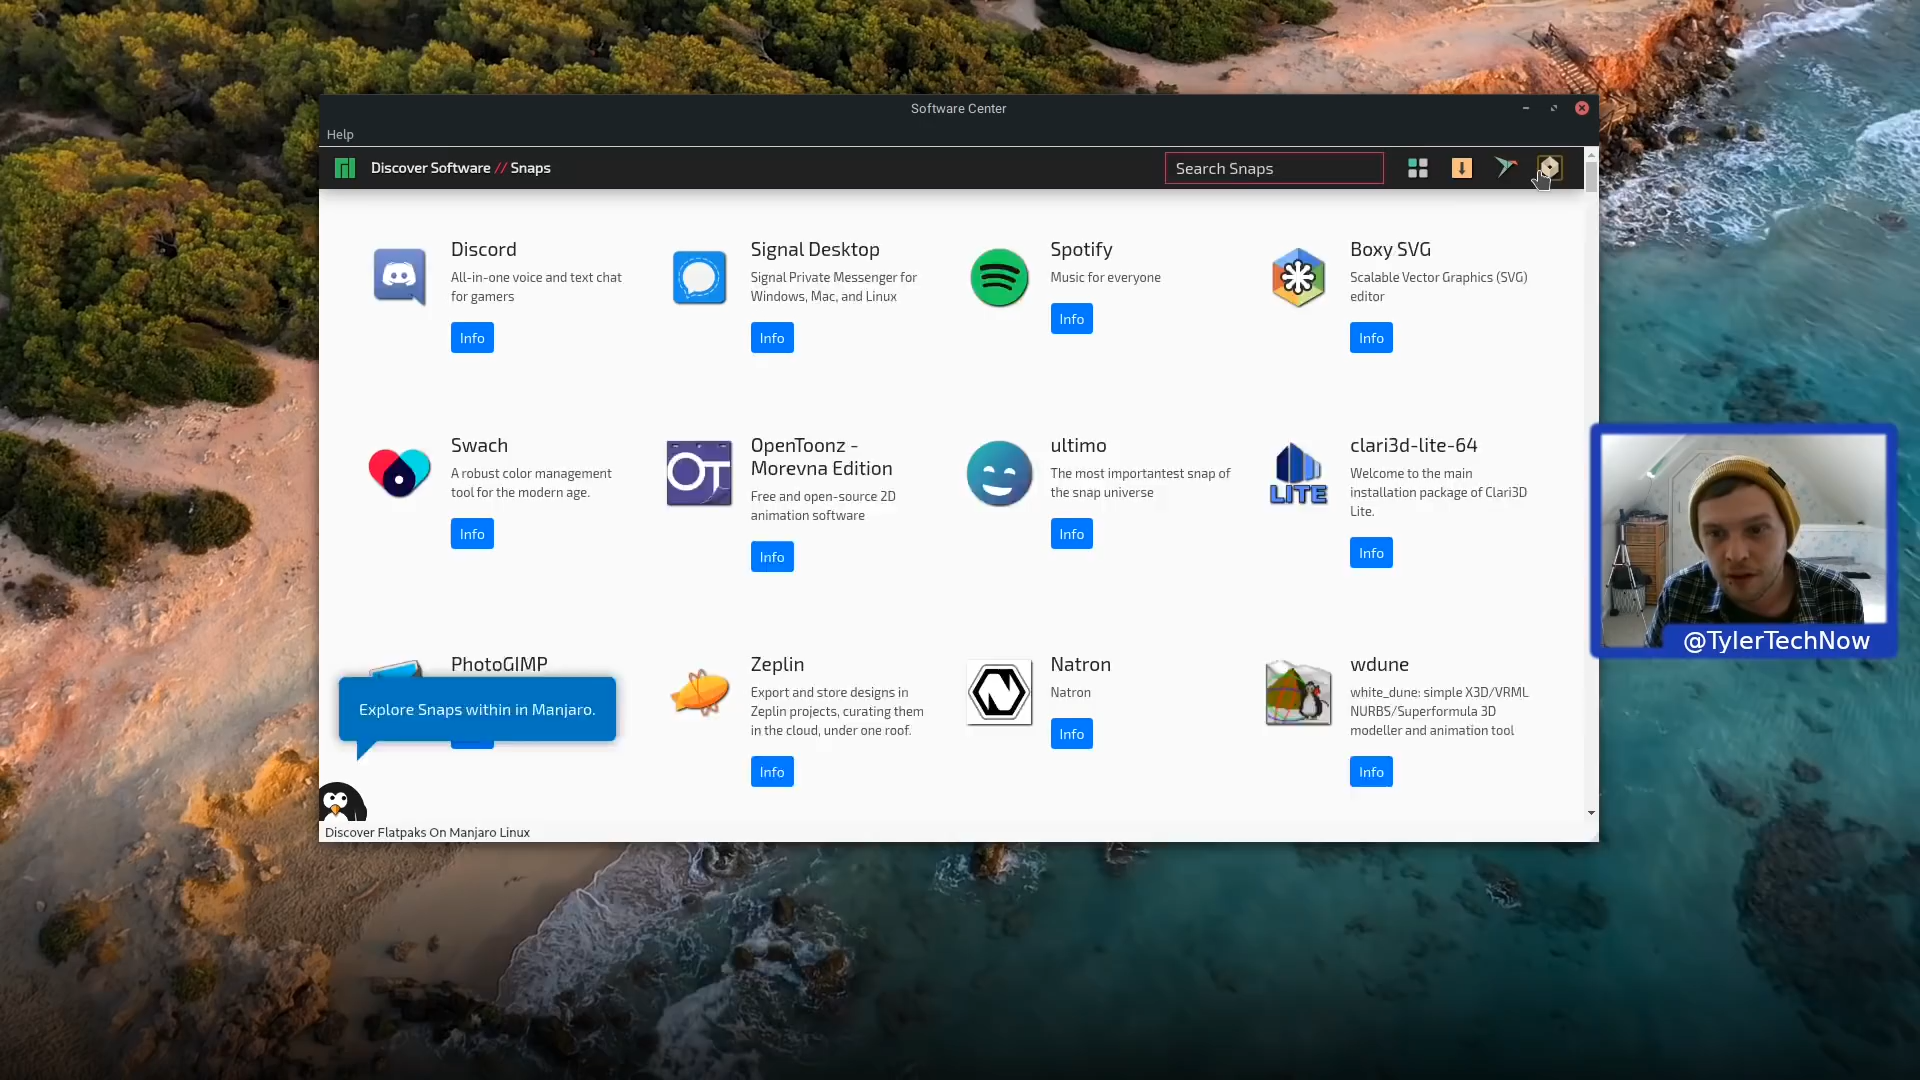 Software Center
Help
Discover Software // Snaps
Search Snaps
Discord
All-in-one voice and text chat
for gamers
Info
Signal Desktop
Signal Private Messenger for
Windows, Mac, and Linux
Info
Spotify
Music for everyone
Info
Boxy SVG
Scalable Vector Graphics (SVG)
editor
Info
Swach
A robust color management
tool for the modern age.
Info
OpenToonz -
Morevna Edition
Free and open-source 2D
animation software
Info
OT
ultimo
The most importantest snap of
the snap universe
Info
clari3d-lite-64
Welcome to the main
installation package of Clari3D
Lite.
Info
LITE
PhotoGIMP
Explore Snaps within in Manjaro.
Zeplin
Export and store designs in
Zeplin projects, curating them
in the cloud, under one roof.
Info
Natron
Natron
Info
wdune
white_dune: simple X3D/VRML
NURBS/Superformula 3D
modeller and animation tool
Info
Discover Flatpaks On Manjaro Linux
@TylerTechNow